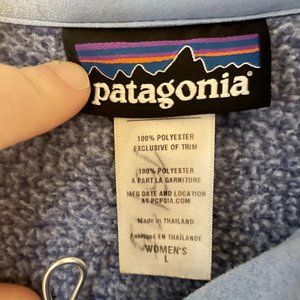 patagonia
100% POLYESTER
EXCLUSIVE OF TRIM
100% POLYESTER
A PART LA GARNITURE
MFG DATE AND LOCATION
AT PCPSIA.COM
Made in THAILAND
Fabriqué EN THAÏLANDE
WOMEN'S
L